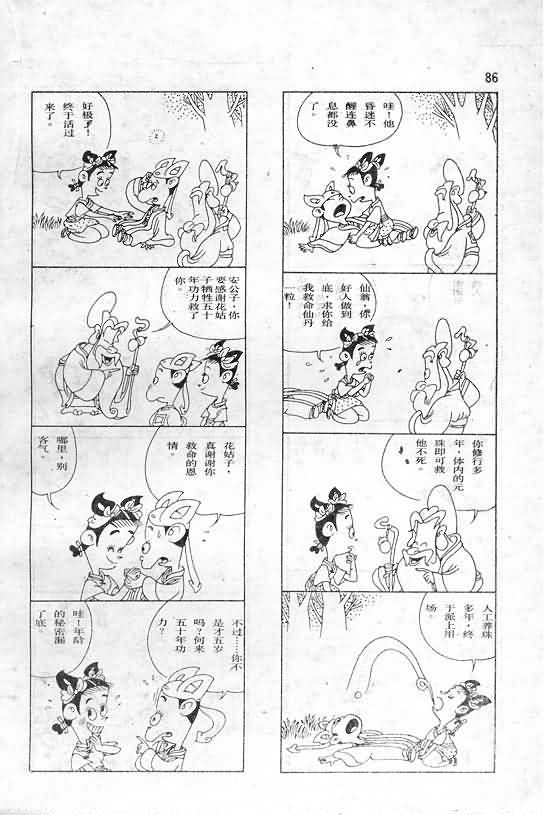 86
哇！他
昏迷不
醒连鼻
息都没
了。
仙翁，你
好人做到
底，求你给
我救命仙丹
一粒！
你修行多
年，体内的元
珠即可救
他不死。
人工养珠
多年，终
于派上用
场。
好极了！
终于活过
来了。
安公子，你
要感谢花姑
子牺牲五十
年功力救了
你。
花姑子，
真谢谢你
救命的恩
情。
哪里，别
客气。
不过……你不
是才五岁
吗？何来
五十年功
力？
哇！年龄
的秘密漏
了底。